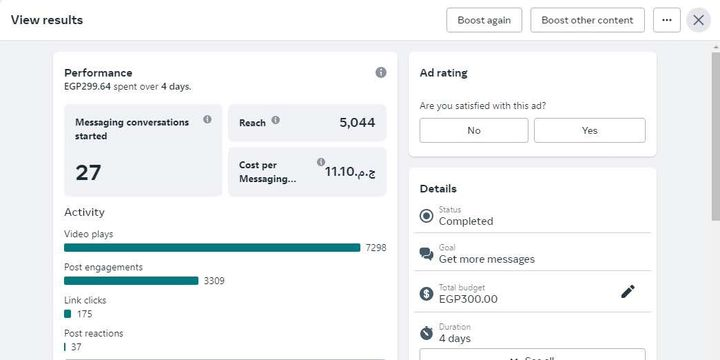 View results
Boost again
Boost other content
Performance
EGP299.64 spent over 4 days.
Messaging conversations
started
27
Reach
5,044
Cost per
Messaging...
ج.م.‏11.10
Activity
Video plays
7298
Post engagements
3309
Link clicks
175
Post reactions
37
Ad rating
Are you satisfied with this ad?
No
Yes
Details
Status
Completed
Goal
Get more messages
Total budget
EGP300.00
Duration
4 days